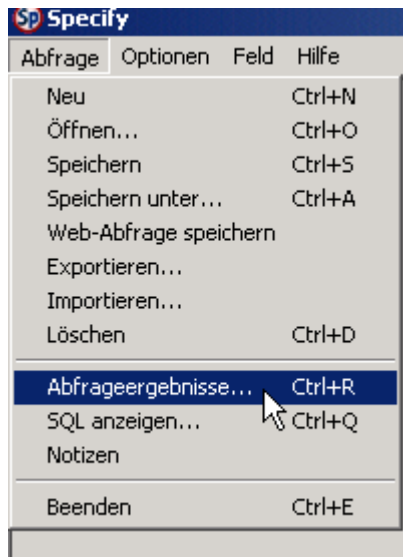 Sp Specify
Abfrage Optionen Feld Hilfe
Neu Ctrl+N
Öffnen... Ctrl+O
Speichern Ctrl+S
Speichern unter... Ctrl+A
Web-Abfrage speichern
Exportieren...
Importieren...
Löschen Ctrl+D
Abfrageergebnisse... Ctrl+R
SQL anzeigen... Ctrl+Q
Notizen
Beenden Ctrl+E